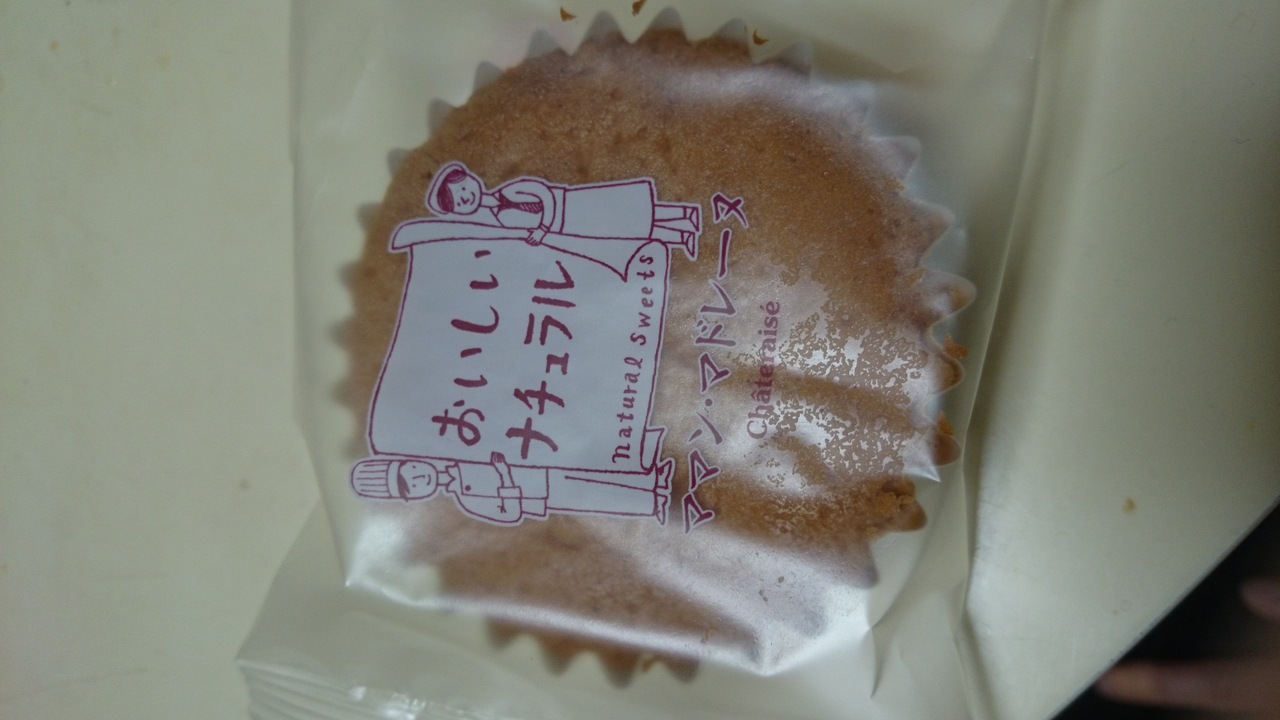 おいしい
ナチュラル
Natural Sweets
ママン・マドレーヌ
Châteraisé